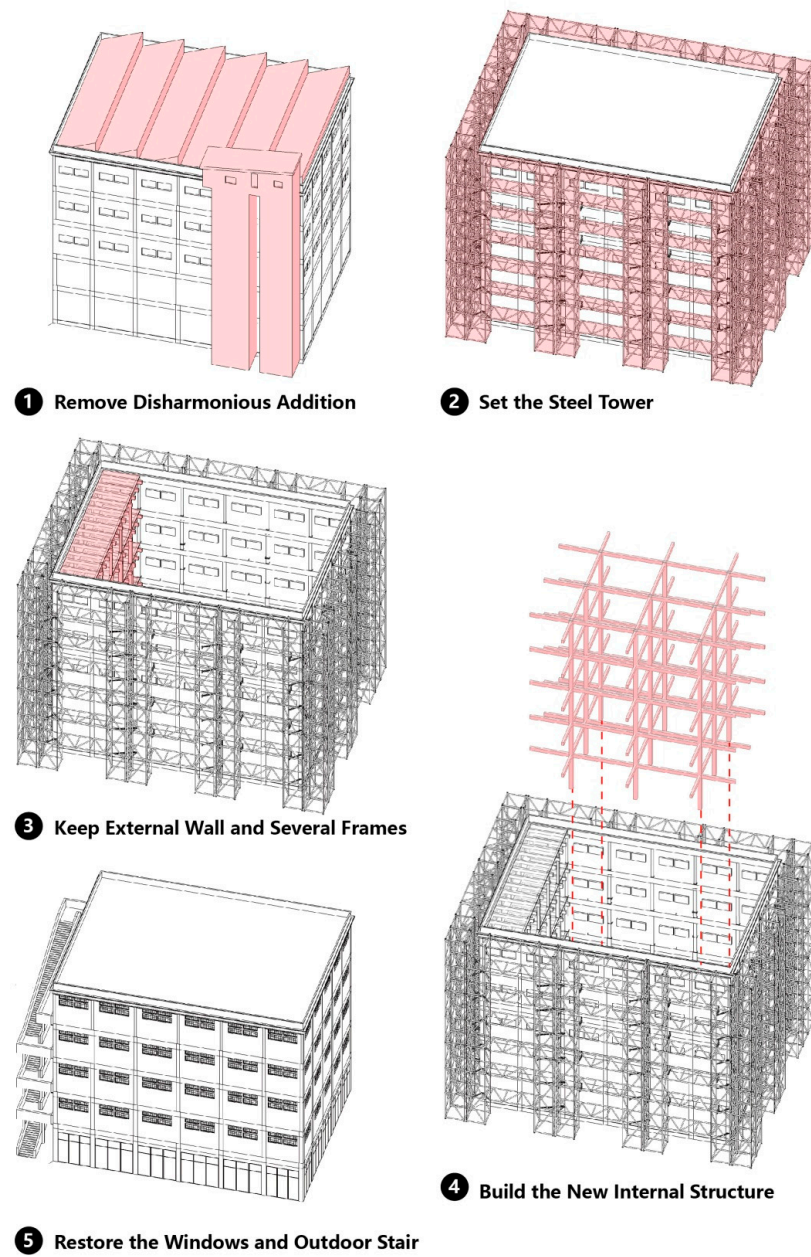 1 Remove Disharmonious Addition
2 Set the Steel Tower
3 Keep External Wall and Several Frames
4 Build the New Internal Structure
5 Restore the Windows and Outdoor Stair